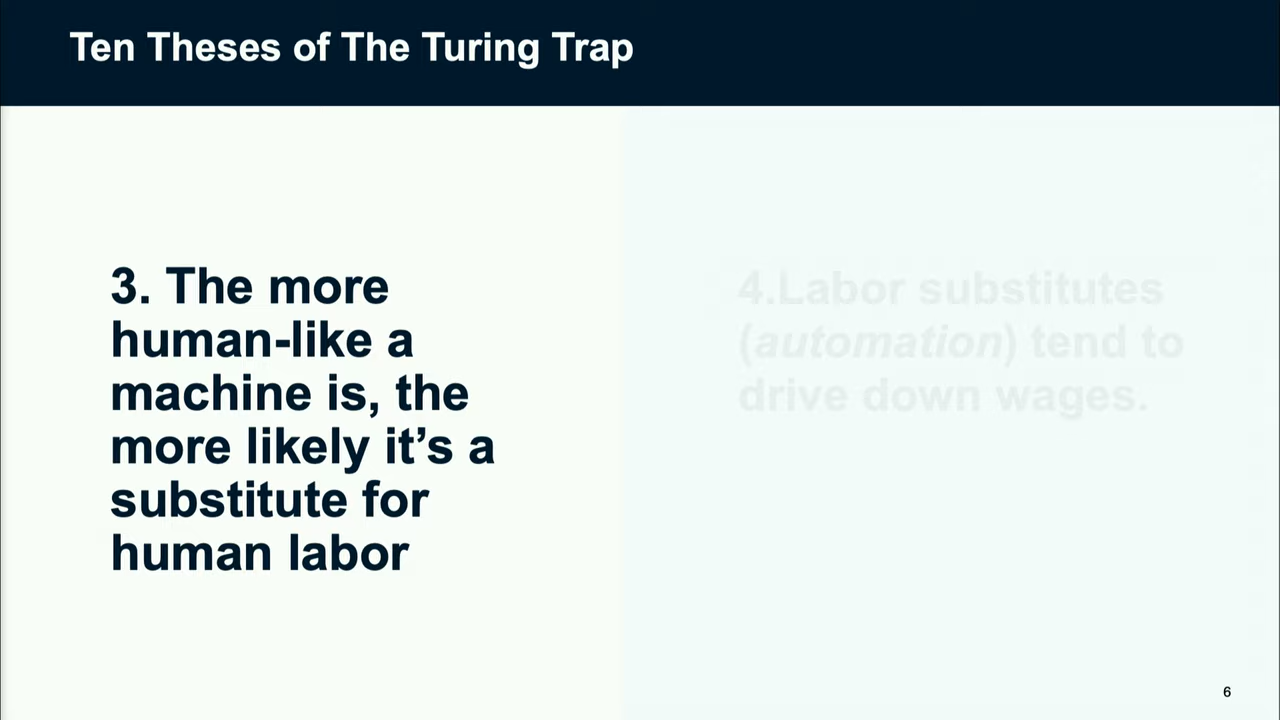 Ten Theses of The Turing Trap
3. The more
human-like a
machine is, the
more likely it’s a
substitute for
human labor
4.Labor substitutes
(automation) tend to
drive down wages.
6